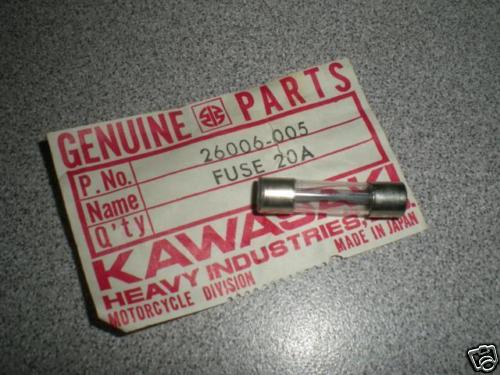 GENUINE PARTS
P. No. 26006-005
Name FUSE 20A
Q'ty
KAWASAKI
HEAVY INDUSTRIES,
MADE IN JAPAN
MOTORCYCLE DIVISION